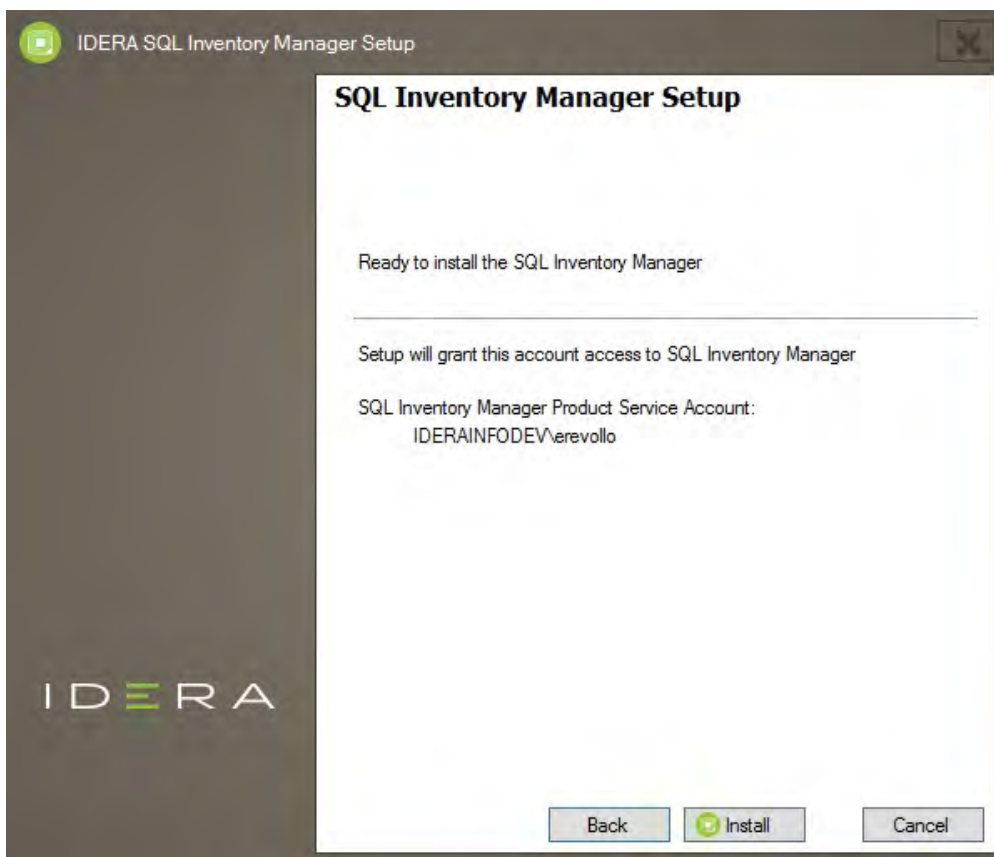 IDERA SQL Inventory Manager Setup
SQL Inventory Manager Setup
Ready to install the SQL Inventory Manager
Setup will grant this account access to SQL Inventory Manager
SQL Inventory Manager Product Service Account:
IDERAINFODEV\erevollo
IDERA
Back
Install
Cancel